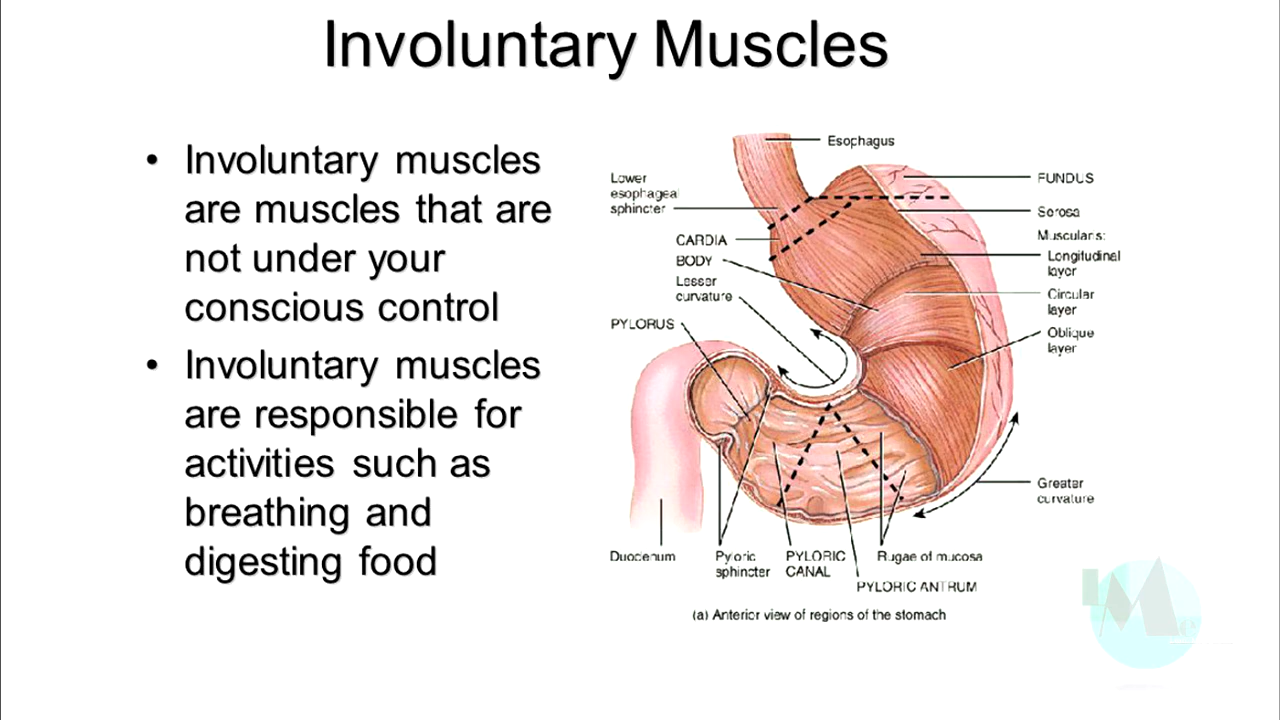 Involuntary Muscles
• Involuntary muscles
are muscles that are
not under your
conscious control
• Involuntary muscles
are responsible for
activities such as
breathing and
digesting food
Esophagus
Lower
esophageal
sphincter
CARDIA
BODY
Lesser
curvature
PYLORUS
FUNDUS
Serosa
Muscularis:
Longitudinal
layer
Circular
layer
Oblique
layer
Greater
curvature
Duodenum
Pyloric
sphincter
PYLORIC
CANAL
Rugae of mucosa
PYLORIC ANTRUM
(a) Anterior view of regions of the stomach